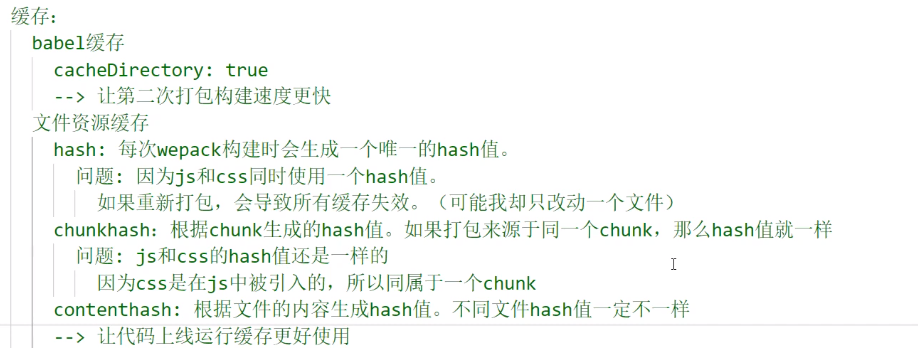 缓存:
babel缓存
cacheDirectory: true
--> 让第二次打包构建速度更快
文件资源缓存
hash: 每次wepack构建时会生成一个唯一的hash值。
问题: 因为js和css同时使用一个hash值。
如果重新打包，会导致所有缓存失效。（可能我却只改动一个文件）
chunkhash: 根据chunk生成的hash值。如果打包来源于同一个chunk，那么hash值就一样
问题: js和css的hash值还是一样的
因为css是在js中被引入的，所以同属于一个chunk
contenthash: 根据文件的内容生成hash值。不同文件hash值一定不一样
--> 让代码上线运行缓存更好使用